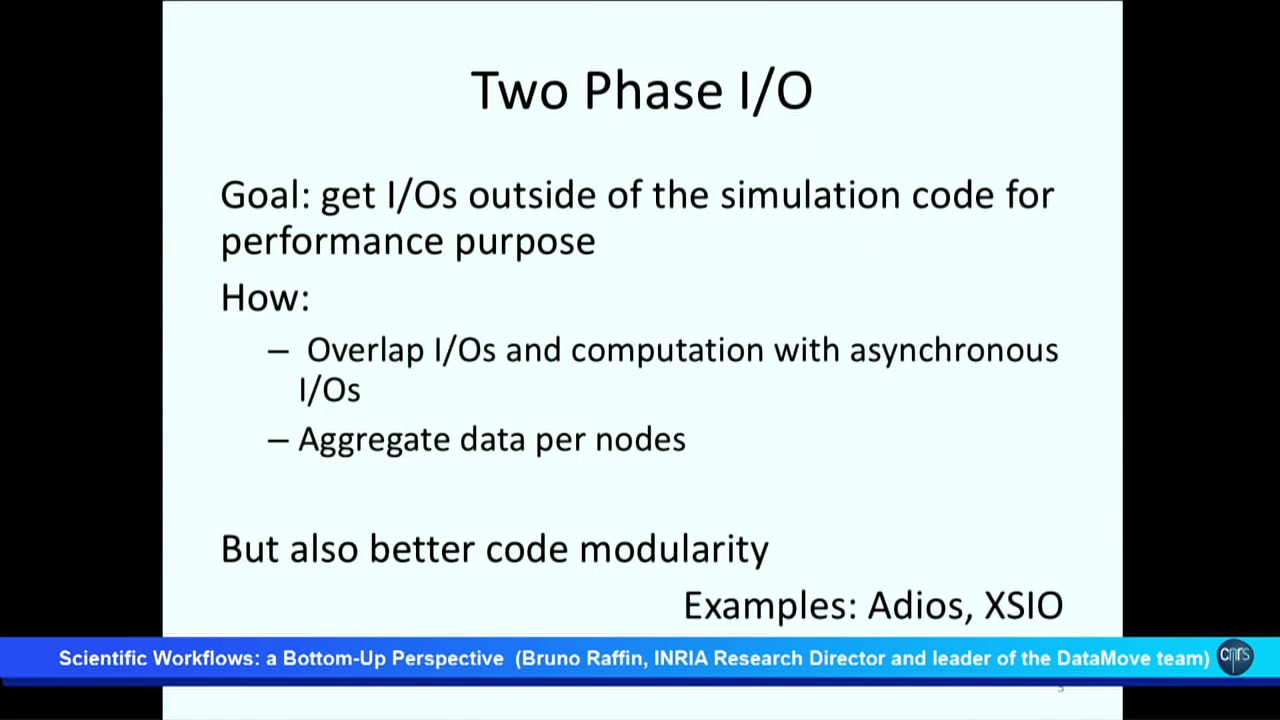 Two Phase I/O
Goal: get I/Os outside of the simulation code for
performance purpose
How:
– Overlap I/Os and computation with asynchronous
I/Os
– Aggregate data per nodes
But also better code modularity
Examples: Adios, XSIO
Scientific Workflows: a Bottom-Up Perspective (Bruno Raffin, INRIA Research Director and leader of the DataMove team)
cnrs